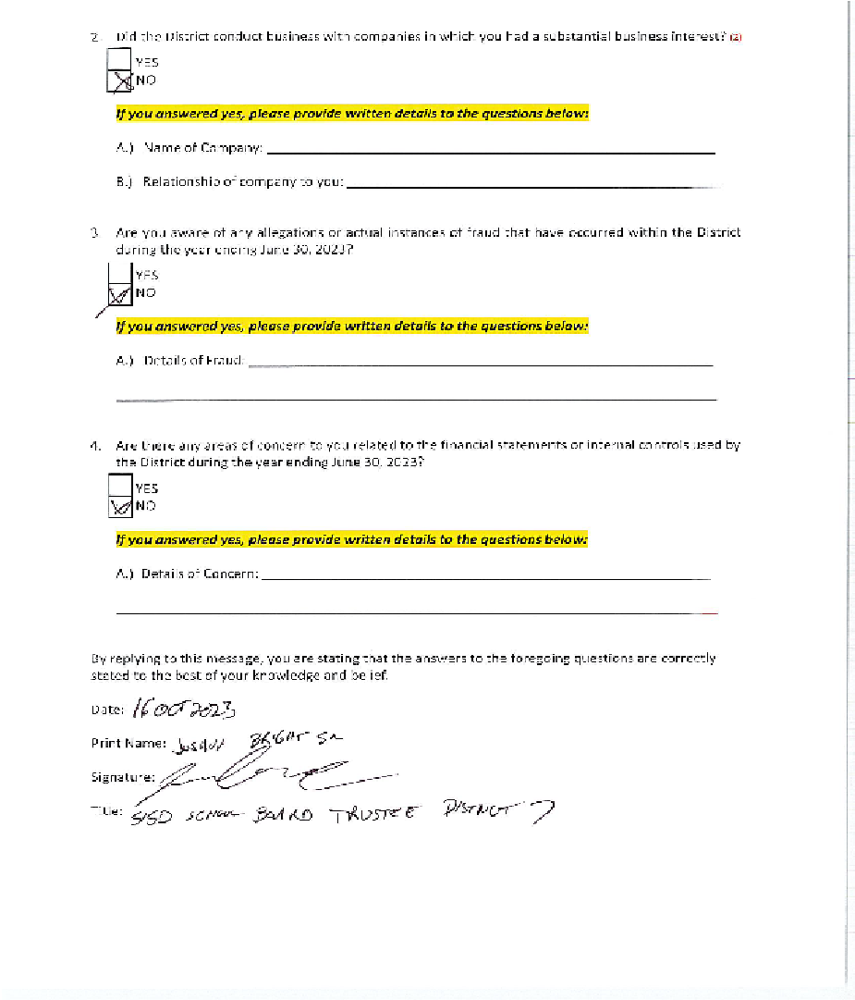 2. Did the District conduct business with companies in which you had a substantial business interest? (2)
YES
NO
If you answered yes, please provide written details to the questions below:
A.) Name of Company:
B.) Relationship of company to you:
3. Are you aware of any allegations or actual instances of fraud that have occurred within the District
during the year ending June 30, 2023?
YES
NO
If you answered yes, please provide written details to the questions below:
A.) Details of Fraud:
4. Are there any areas of concern to you related to the financial statements or internal controls used by
the District during the year ending June 30, 2023?
YES
NO
If you answered yes, please provide written details to the questions below:
A.) Details of Concern:
By replying to this message, you are stating that the answers to the foregoing questions are correctly
stated to the best of your knowledge and belief.
Date: 16 OCT 2023
Print Name: BRIGHT SR
Signature:
Title: SISD SCHOOL BOARD TRUSTEE DISTRICT 7